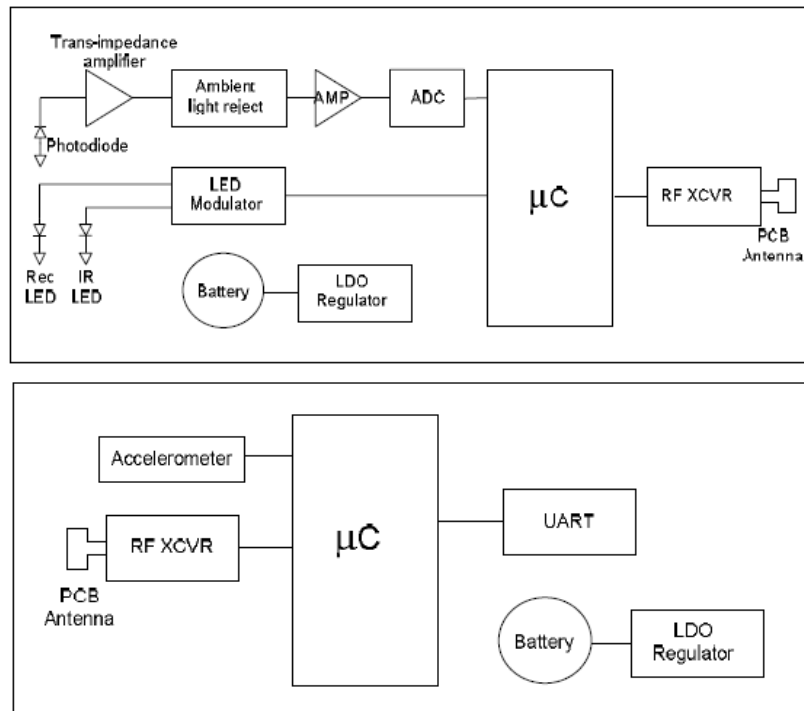 Trans-impedance
amplifier
Ambient
light reject
AMP
ADC
Photodiode
LED
Modulator
μC
RF XCVR
PCB
Antenna
Rec
LED
IR
LED
Battery
LDO
Regulator
Accelerometer
RF XCVR
μC
UART
PCB
Antenna
Battery
LDO
Regulator